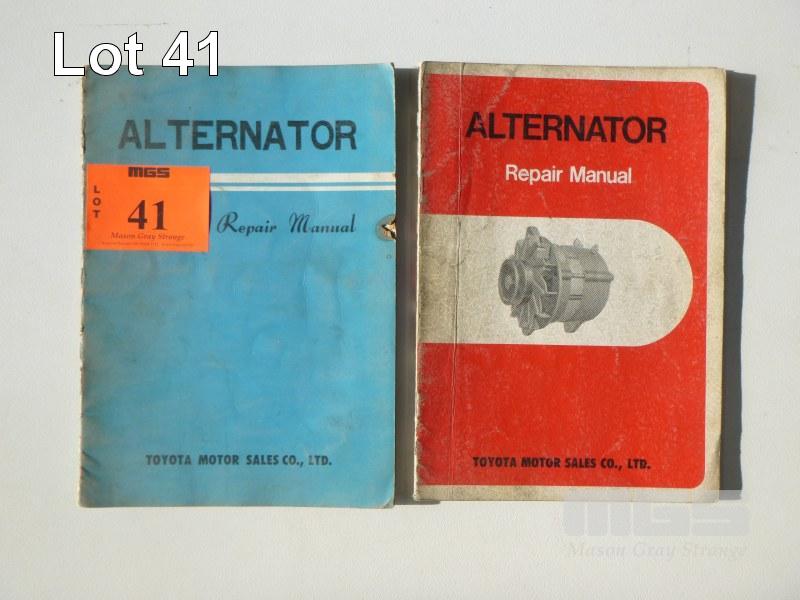 Lot 41
ALTERNATOR
MGS
LOT
41
Mason Gray Strange
Repair Manual
TOYOTA MOTOR SALES CO., LTD.
ALTERNATOR
Repair Manual
TOYOTA MOTOR SALES CO., LTD.
MGS
Mason Gray Strange